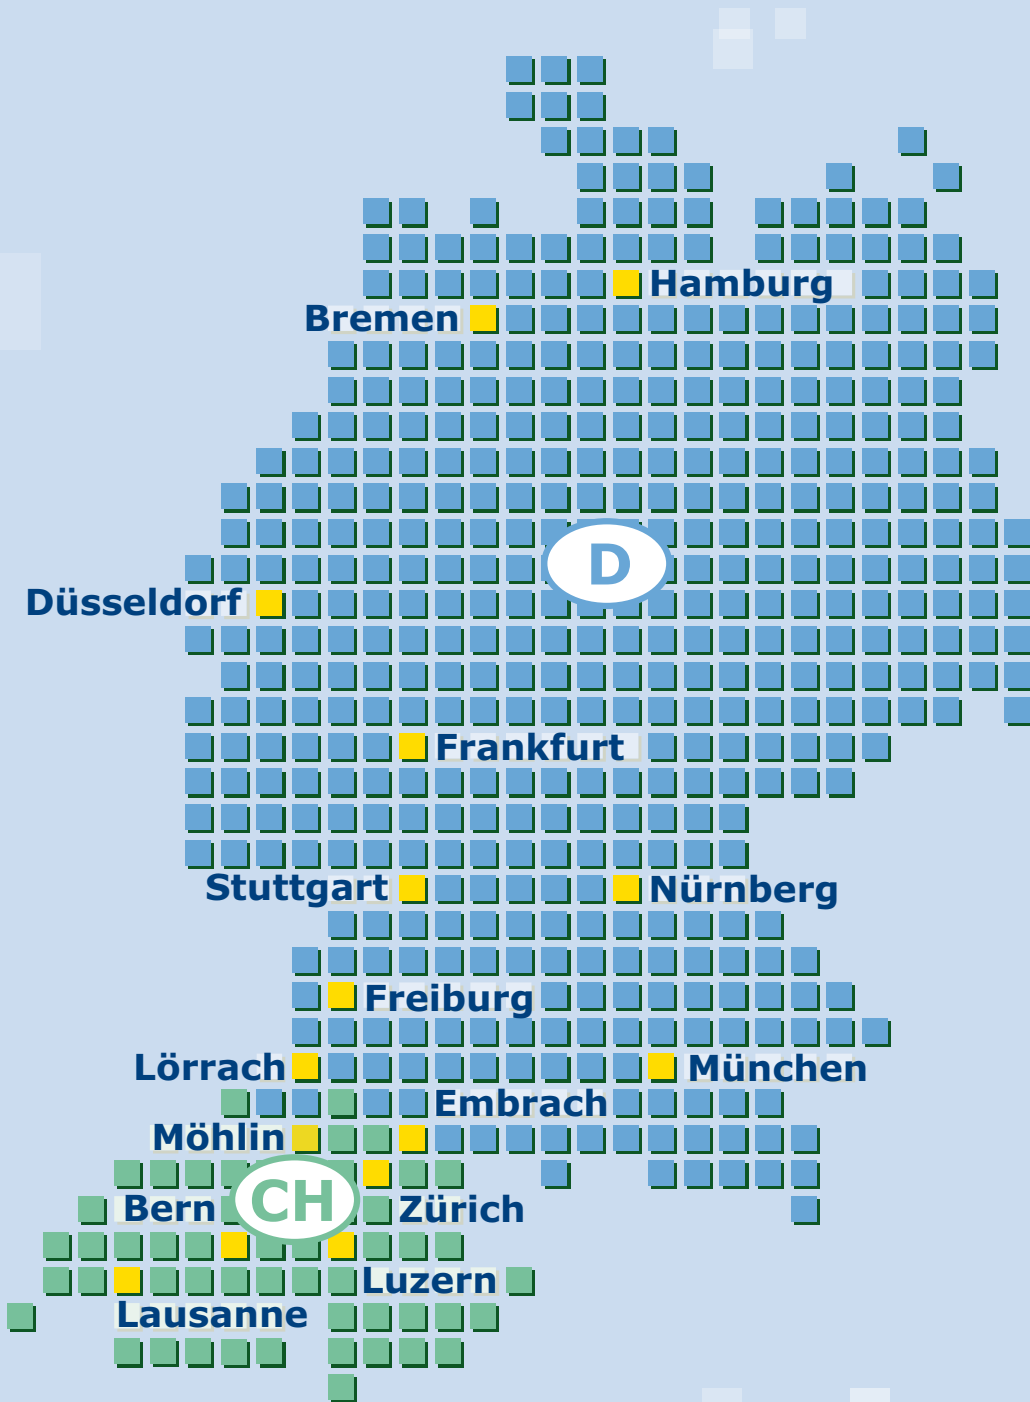 Hamburg
Bremen
D
Düsseldorf
Frankfurt
Stuttgart
Nürnberg
Freiburg
Lörrach
München
Embrach
Möhlin
CH
Bern
Zürich
Luzern
Lausanne